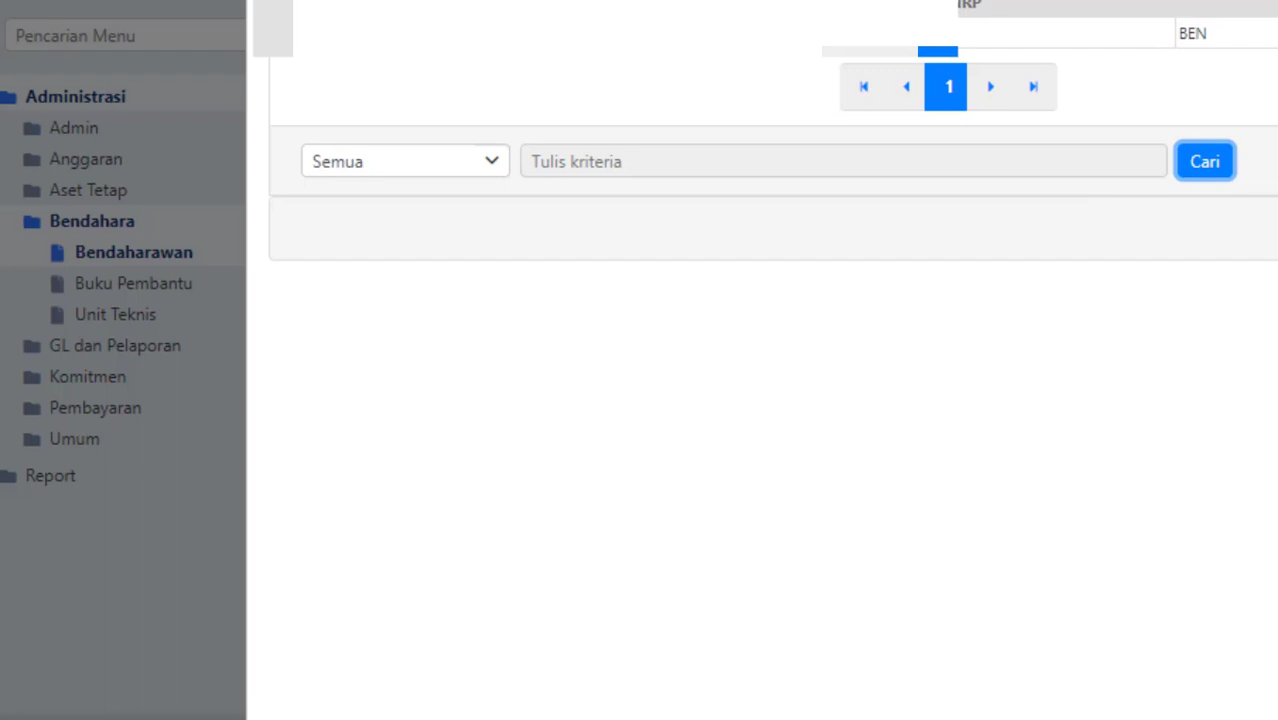 Pencarian Menu
Administrasi
Admin
Anggaran
Aset Tetap
Bendahara
Bendaharawan
Buku Pembantu
Unit Teknis
GL dan Pelaporan
Komitmen
Pembayaran
Umum
Report
BEN
1
Semua
Tulis kriteria
Cari